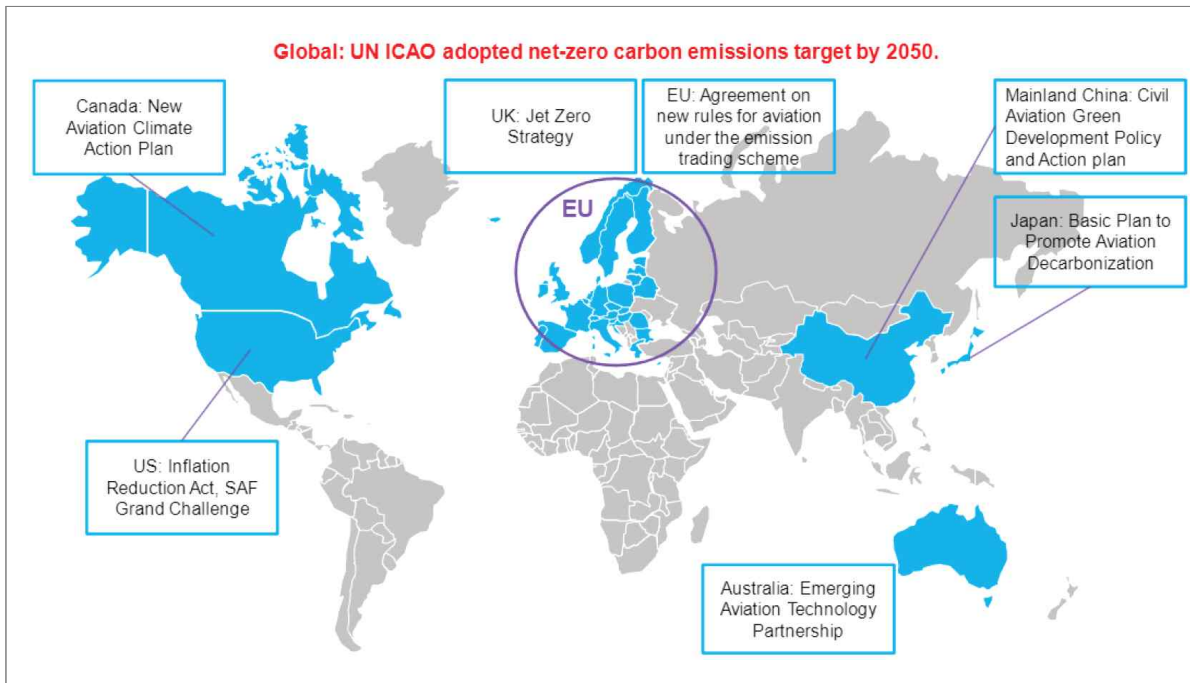 Global: UN ICAO adopted net-zero carbon emissions target by 2050.
Canada: New
Aviation Climate
Action Plan
UK: Jet Zero
Strategy
EU: Agreement on
new rules for aviation
under the emission
trading scheme
Mainland China: Civil
Aviation Green
Development Policy
and Action plan
EU
Japan: Basic Plan to
Promote Aviation
Decarbonization
US: Inflation
Reduction Act, SAF
Grand Challenge
Australia: Emerging
Aviation Technology
Partnership